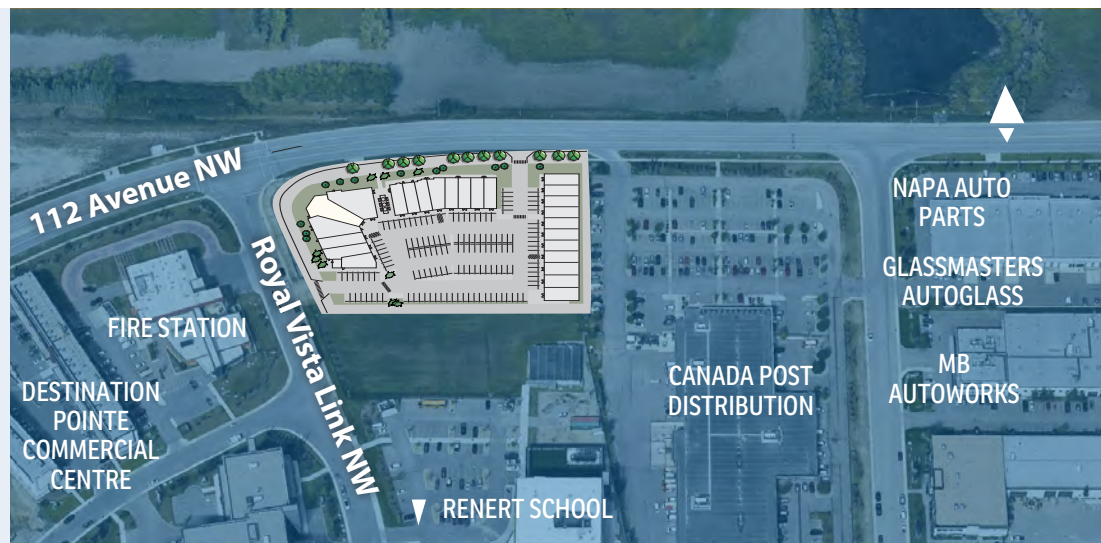 112 Avenue NW
Royal Vista Link NW
NAPA AUTO
PARTS
GLASSMASTERS
AUTOGLASS
FIRE STATION
MB
AUTOWORKS
CANADA POST
DISTRIBUTION
DESTINATION
POINTE
COMMERCIAL
CENTRE
RENERT SCHOOL